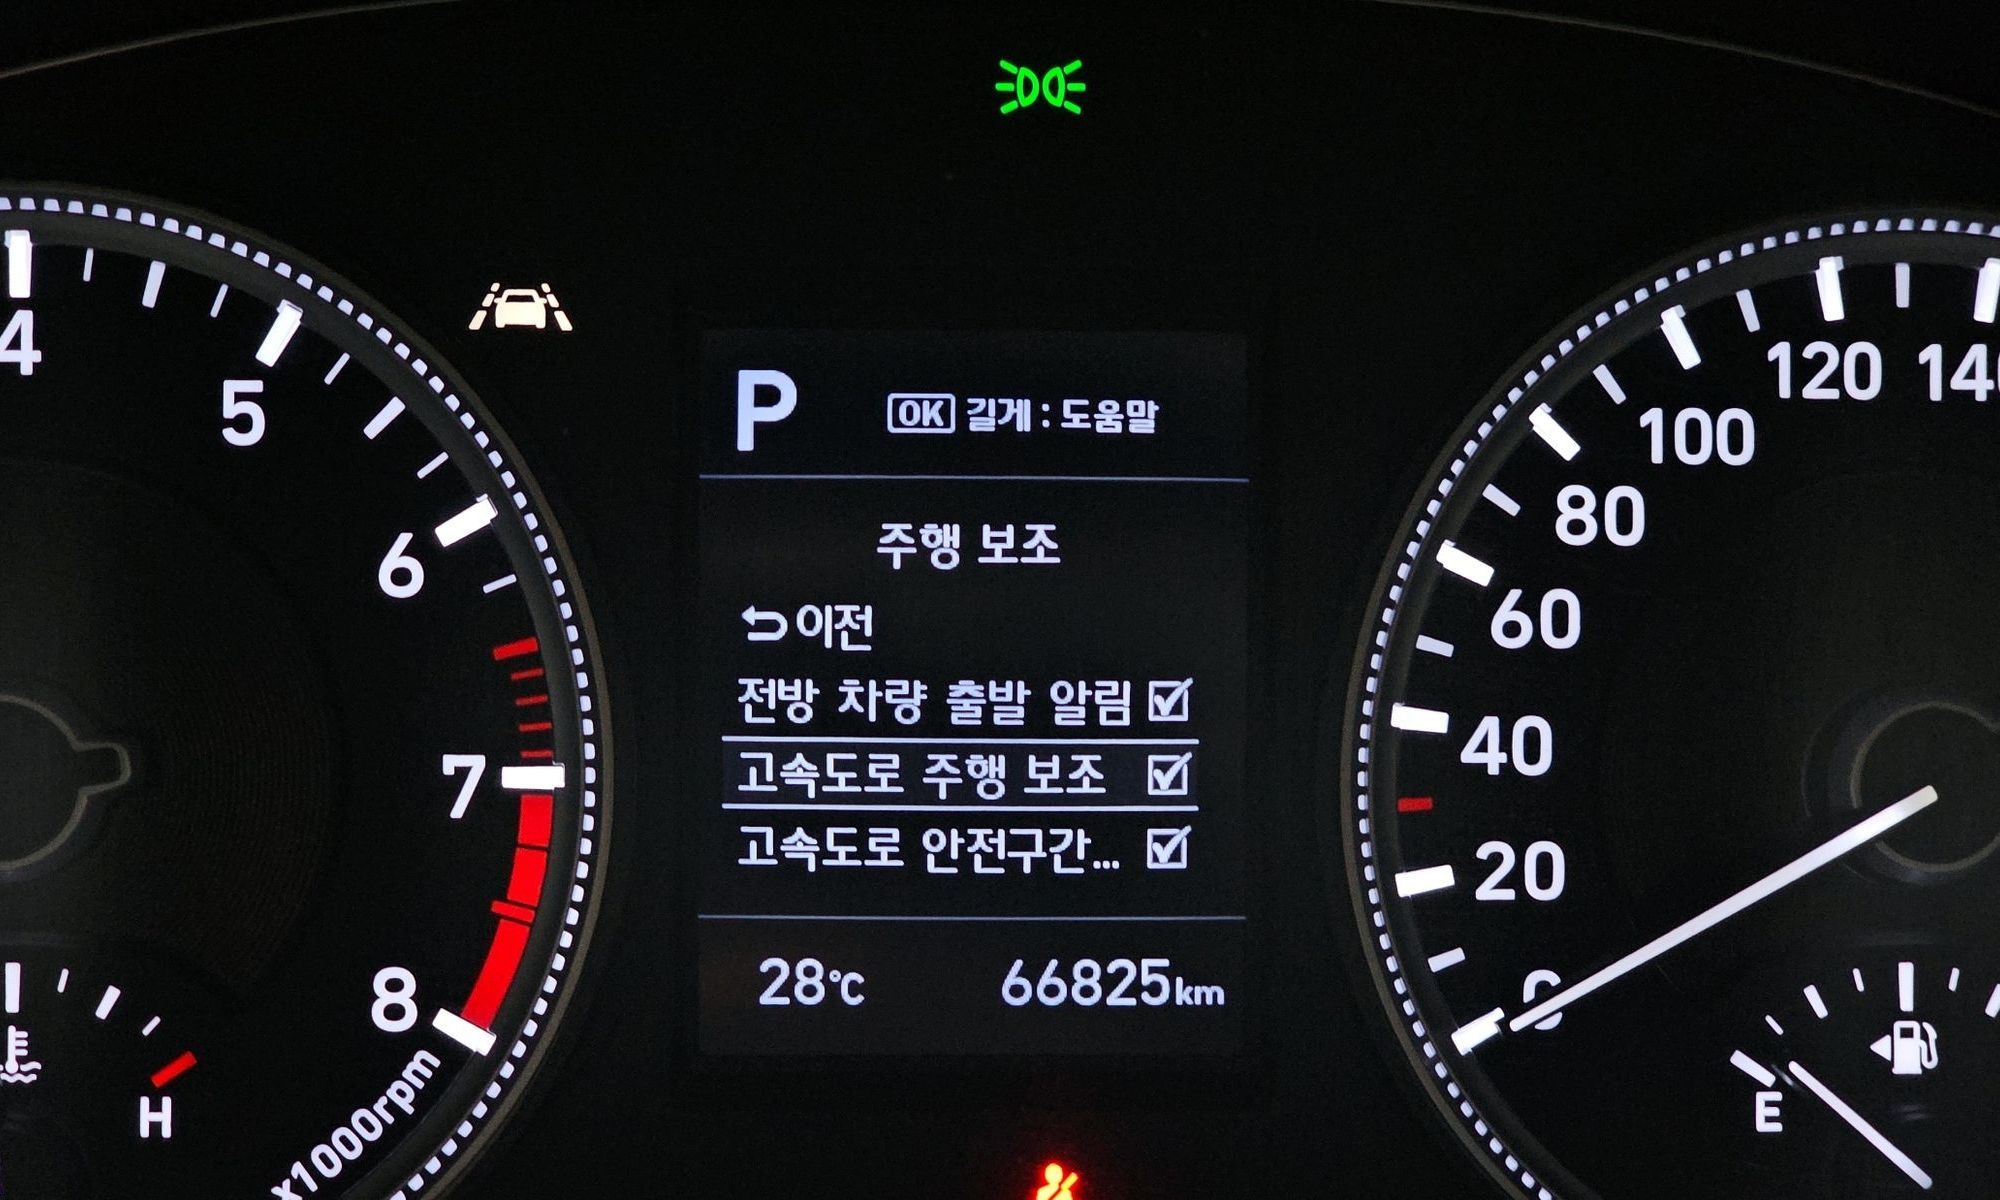 P
OK 길게 : 도움말
주행 보조
이전
전방 차량 출발 알림
고속도로 주행 보조
고속도로 안전구간...
28℃
66825km
4
5
6
7
8
x1000rpm
H
0
20
40
60
80
100
120
140
E